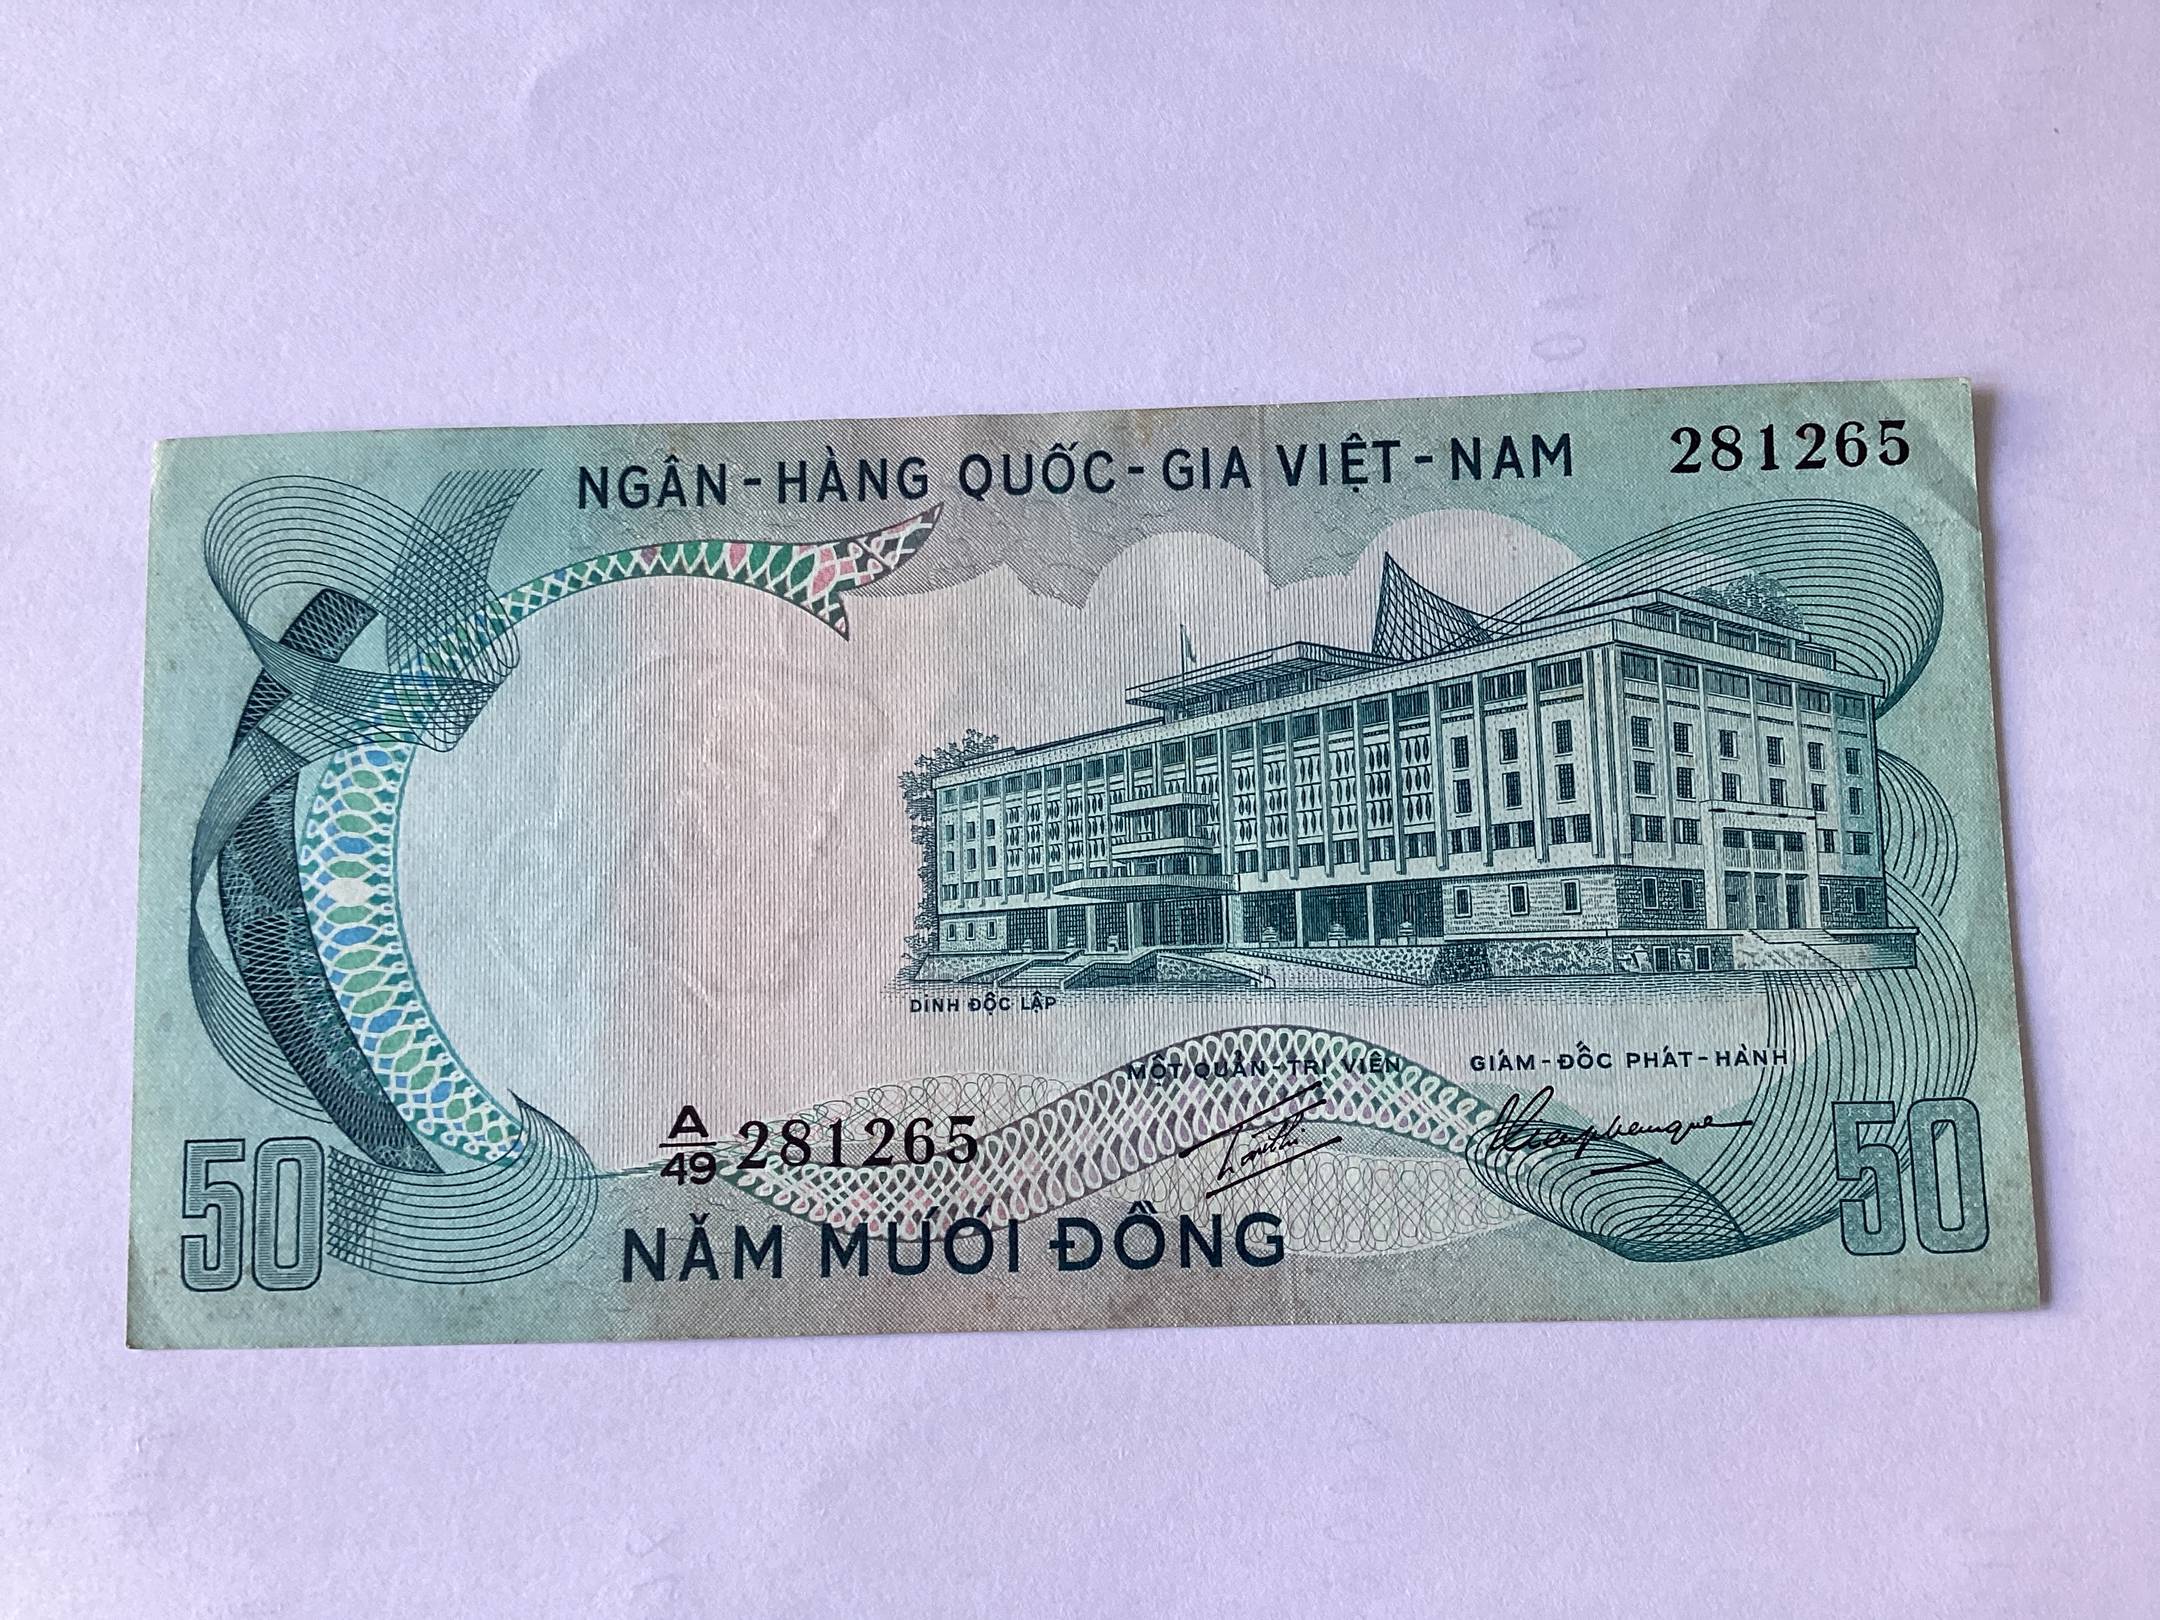 NGÂN-HÀNG QUỐC-GIA VIỆT-NAM 281265
DINH ĐỘC LẬP
MỘT QUẢN-TRỊ VIÊN GIÁM-ĐỐC PHÁT-HÀNH
A/49 281265
50 50
NĂM MƯƠI ĐỒNG